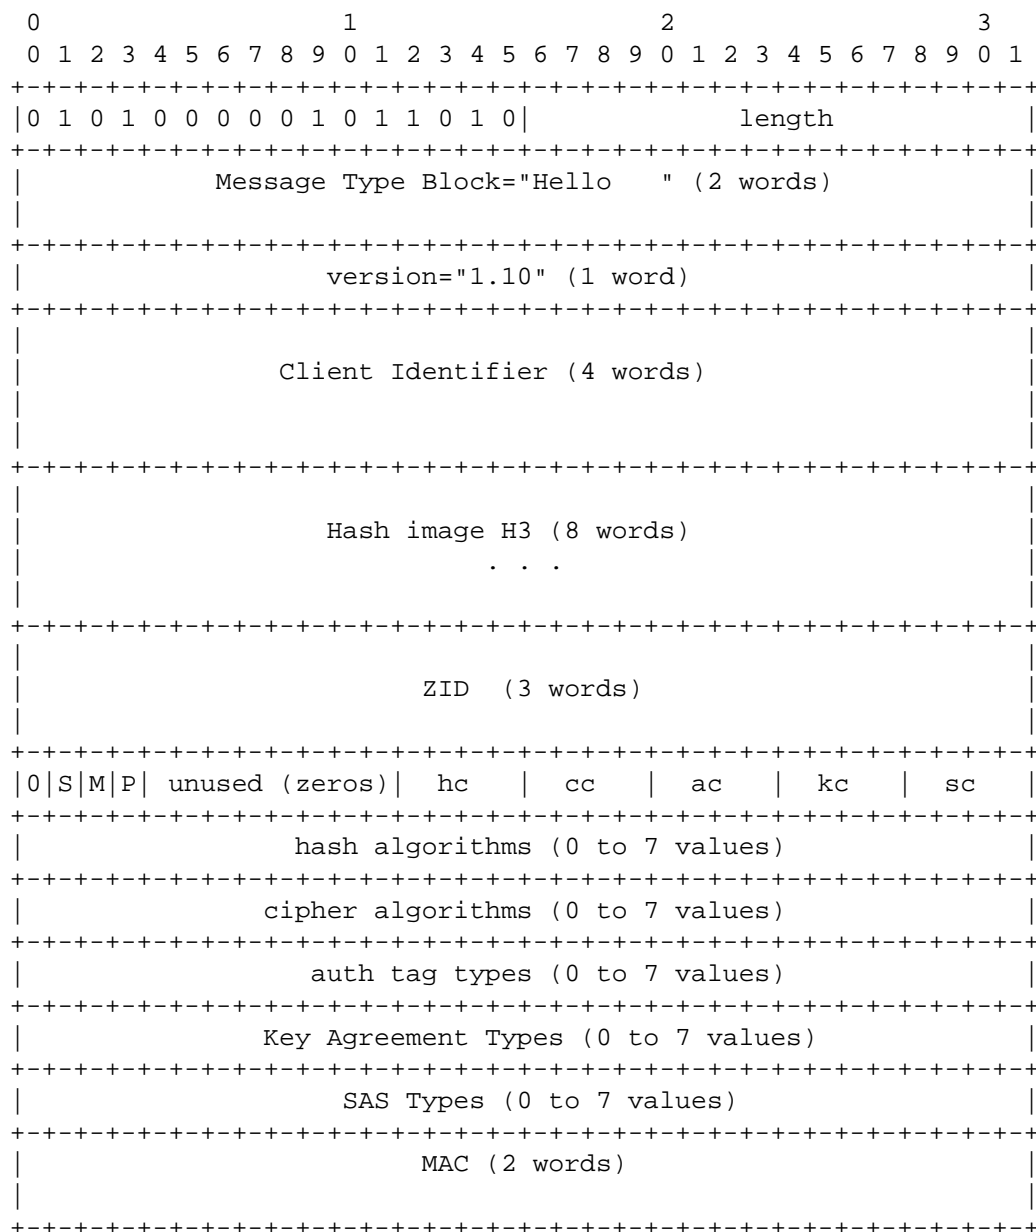 0                   1                   2                   3
 0 1 2 3 4 5 6 7 8 9 0 1 2 3 4 5 6 7 8 9 0 1 2 3 4 5 6 7 8 9 0 1
+-+-+-+-+-+-+-+-+-+-+-+-+-+-+-+-+-+-+-+-+-+-+-+-+-+-+-+-+-+-+-+-+
|0 1 0 1 0 0 0 0 0 1 0 1 1 0 1 0|             length            |
+-+-+-+-+-+-+-+-+-+-+-+-+-+-+-+-+-+-+-+-+-+-+-+-+-+-+-+-+-+-+-+-+
|            Message Type Block="Hello   " (2 words)            |
|                                                               |
+-+-+-+-+-+-+-+-+-+-+-+-+-+-+-+-+-+-+-+-+-+-+-+-+-+-+-+-+-+-+-+-+
|                   version="1.10" (1 word)                     |
+-+-+-+-+-+-+-+-+-+-+-+-+-+-+-+-+-+-+-+-+-+-+-+-+-+-+-+-+-+-+-+-+
|                                                               |
|                Client Identifier (4 words)                    |
|                                                               |
|                                                               |
+-+-+-+-+-+-+-+-+-+-+-+-+-+-+-+-+-+-+-+-+-+-+-+-+-+-+-+-+-+-+-+-+
|                                                               |
|                   Hash image H3 (8 words)                     |
|                             . . .                             |
|                                                               |
+-+-+-+-+-+-+-+-+-+-+-+-+-+-+-+-+-+-+-+-+-+-+-+-+-+-+-+-+-+-+-+-+
|                                                               |
|                         ZID  (3 words)                        |
|                                                               |
+-+-+-+-+-+-+-+-+-+-+-+-+-+-+-+-+-+-+-+-+-+-+-+-+-+-+-+-+-+-+-+-+
|0|S|M|P| unused (zeros)|  hc   |  cc   |  ac   |  kc   |  sc   |
+-+-+-+-+-+-+-+-+-+-+-+-+-+-+-+-+-+-+-+-+-+-+-+-+-+-+-+-+-+-+-+-+
|                 hash algorithms (0 to 7 values)               |
+-+-+-+-+-+-+-+-+-+-+-+-+-+-+-+-+-+-+-+-+-+-+-+-+-+-+-+-+-+-+-+-+
|               cipher algorithms (0 to 7 values)               |
+-+-+-+-+-+-+-+-+-+-+-+-+-+-+-+-+-+-+-+-+-+-+-+-+-+-+-+-+-+-+-+-+
|                  auth tag types (0 to 7 values)               |
+-+-+-+-+-+-+-+-+-+-+-+-+-+-+-+-+-+-+-+-+-+-+-+-+-+-+-+-+-+-+-+-+
|               Key Agreement Types (0 to 7 values)             |
+-+-+-+-+-+-+-+-+-+-+-+-+-+-+-+-+-+-+-+-+-+-+-+-+-+-+-+-+-+-+-+-+
|                    SAS Types (0 to 7 values)                  |
+-+-+-+-+-+-+-+-+-+-+-+-+-+-+-+-+-+-+-+-+-+-+-+-+-+-+-+-+-+-+-+-+
|                         MAC (2 words)                         |
|                                                               |
+-+-+-+-+-+-+-+-+-+-+-+-+-+-+-+-+-+-+-+-+-+-+-+-+-+-+-+-+-+-+-+-+